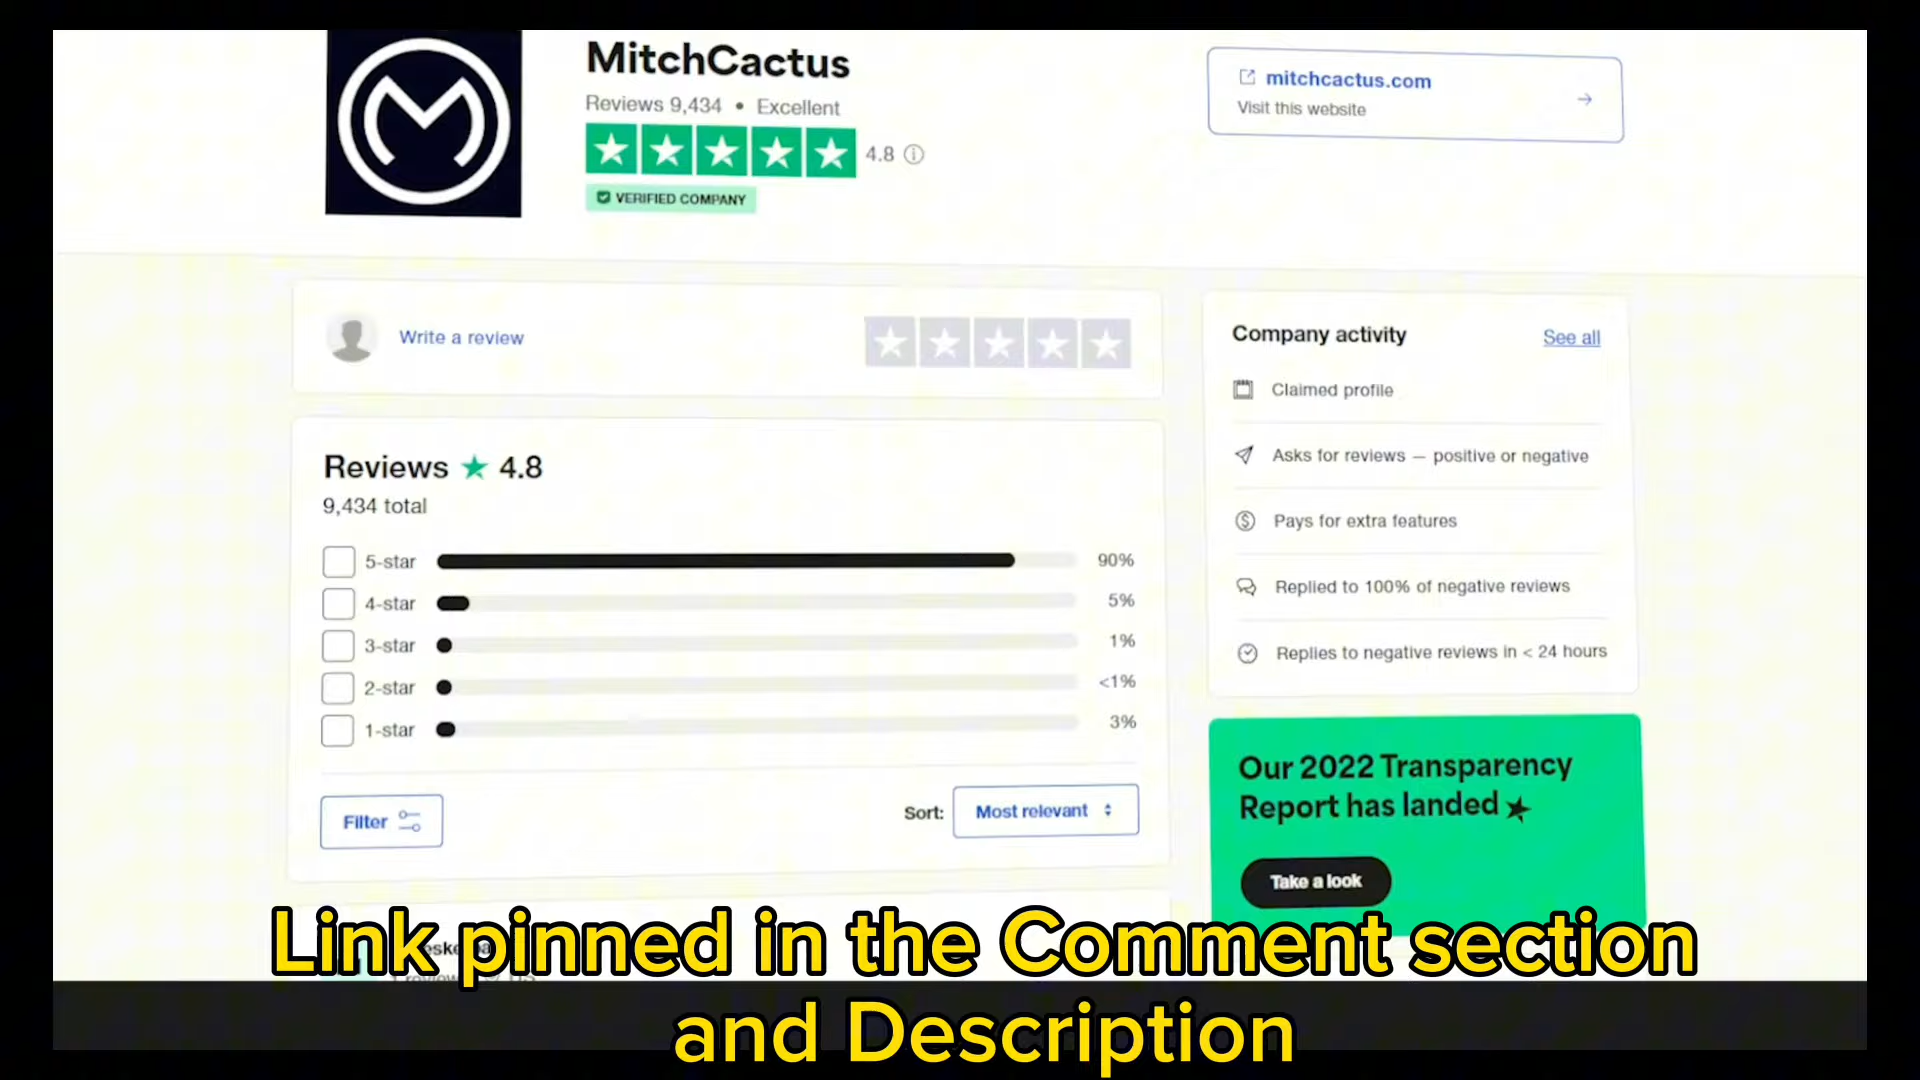 MitchCactus
Reviews 9,434 • Excellent
4.8
VERIFIED COMPANY
mitchcactus.com
Visit this website
Write a review
Company activity
See all
Claimed profile
Asks for reviews — positive or negative
Pays for extra features
Replied to 100% of negative reviews
Replies to negative reviews in < 24 hours
Reviews ★ 4.8
9,434 total
5-star 90%
4-star 5%
3-star 1%
2-star <1%
1-star 3%
Filter
Sort: Most relevant
Our 2022 Transparency
Report has landed
Take a look
Link pinned in the Comment section
and Description